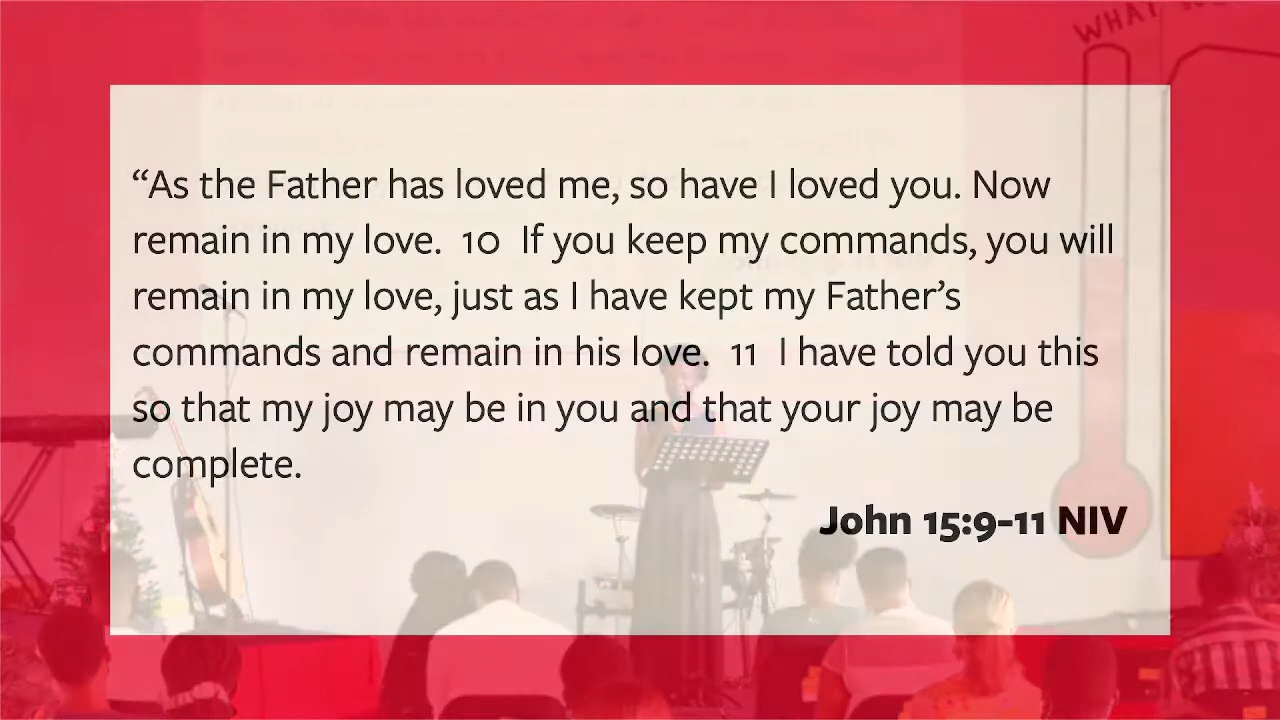 WHAT
“As the Father has loved me, so have I loved you. Now
remain in my love.  10  If you keep my commands, you will
remain in my love, just as I have kept my Father’s
commands and remain in his love.  11  I have told you this
so that my joy may be in you and that your joy may be
complete.
John 15:9-11 NIV